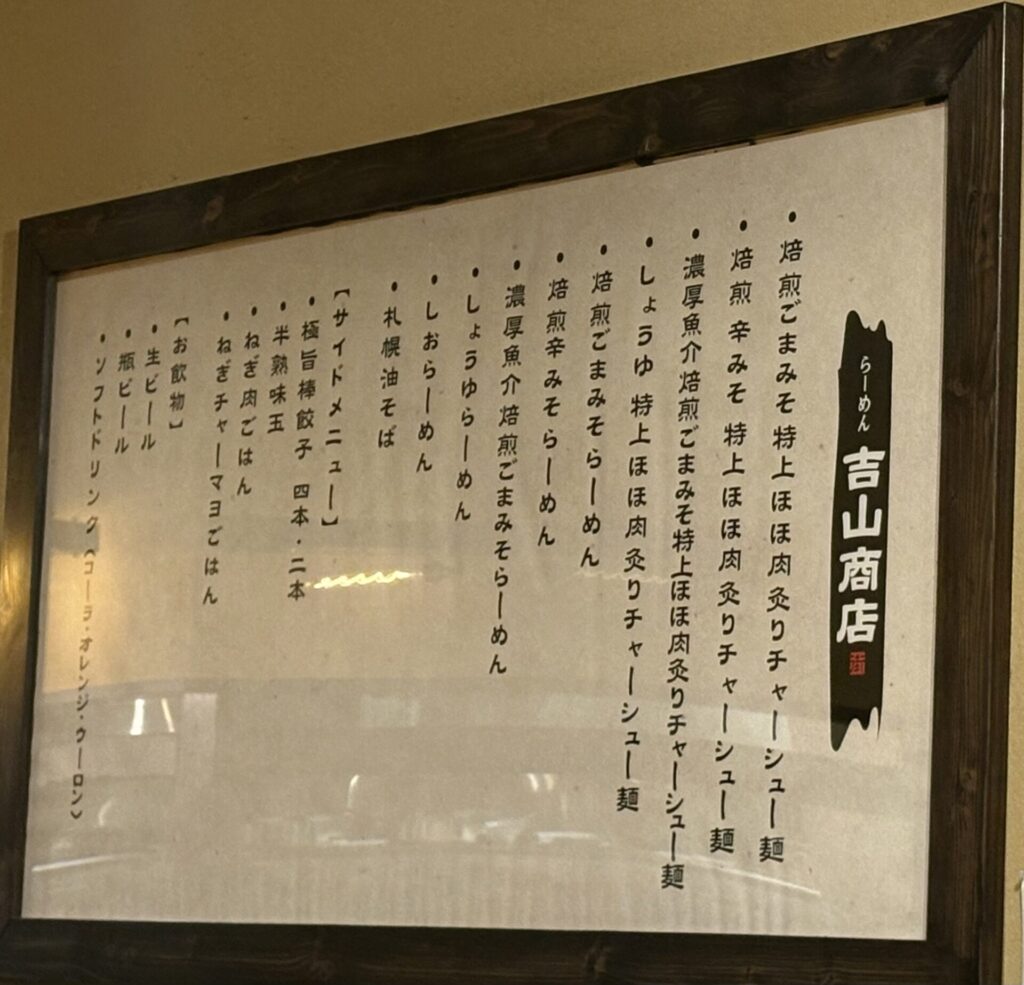 らーめん 吉山商店
・焙煎ごまみそ 特上ほほ肉炙りチャーシュー麺
・焙煎 辛みそ 特上ほほ肉炙りチャーシュー麺
・濃厚魚介焙煎ごまみそ特上ほほ肉炙りチャーシュー麺
・しょうゆ 特上ほほ肉炙りチャーシュー麺
・焙煎ごまみそらーめん
・焙煎辛みそらーめん
・濃厚魚介焙煎ごまみそらーめん
・しょうゆらーめん
・しおらーめん
・札幌油そば
【サイドメニュー】
・極旨棒餃子 四本・二本
・半熟味玉
・ねぎ肉ごはん
・ねぎチャーマヨごはん
【お飲物】
・生ビール
・瓶ビール
・ソフトドリンク（コーラ・オレンジ・ウーロン）